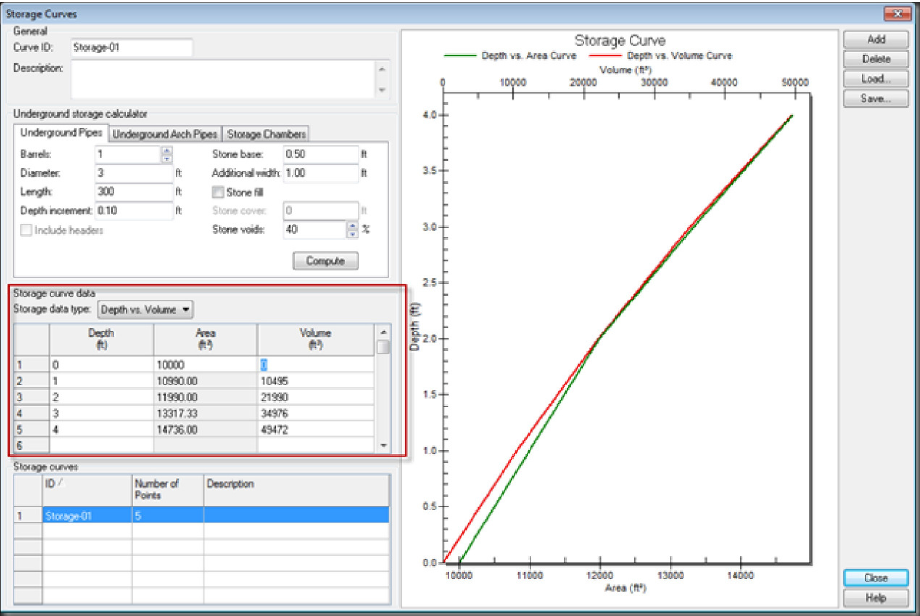 Storage Curves
General
Curve ID: Storage-01
Description:
Underground storage calculator
Underground Pipes Underground Arch Pipes Storage Chambers
Barrels: 1 Stone base: 0.50 ft
Diameter: 3 ft Additional width: 1.00 ft
Length: 300 ft Stone fill
Depth increment: 0.10 ft Stone cover: 0 ft
Include headers Stone voids: 40 %
Compute
Storage curve data
Storage data type: Depth vs. Volume
Depth (ft) Area (ft²) Volume (ft³)
1 0 10000 0
2 1 10990.00 10495
3 2 11990.00 21990
4 3 13317.33 34976
5 4 14736.00 49472
6
Storage curves
ID Number of Points Description
1 Storage-01 5
Storage Curve
Depth vs. Area Curve Depth vs. Volume Curve
Volume (ft³)
0 10000 20000 30000 40000 50000
4.0
3.5
3.0
2.5
Depth (ft)
2.0
1.5
1.0
0.5
0.0
10000 11000 12000 13000 14000
Area (ft²)
Add
Delete
Load...
Save...
Close
Help